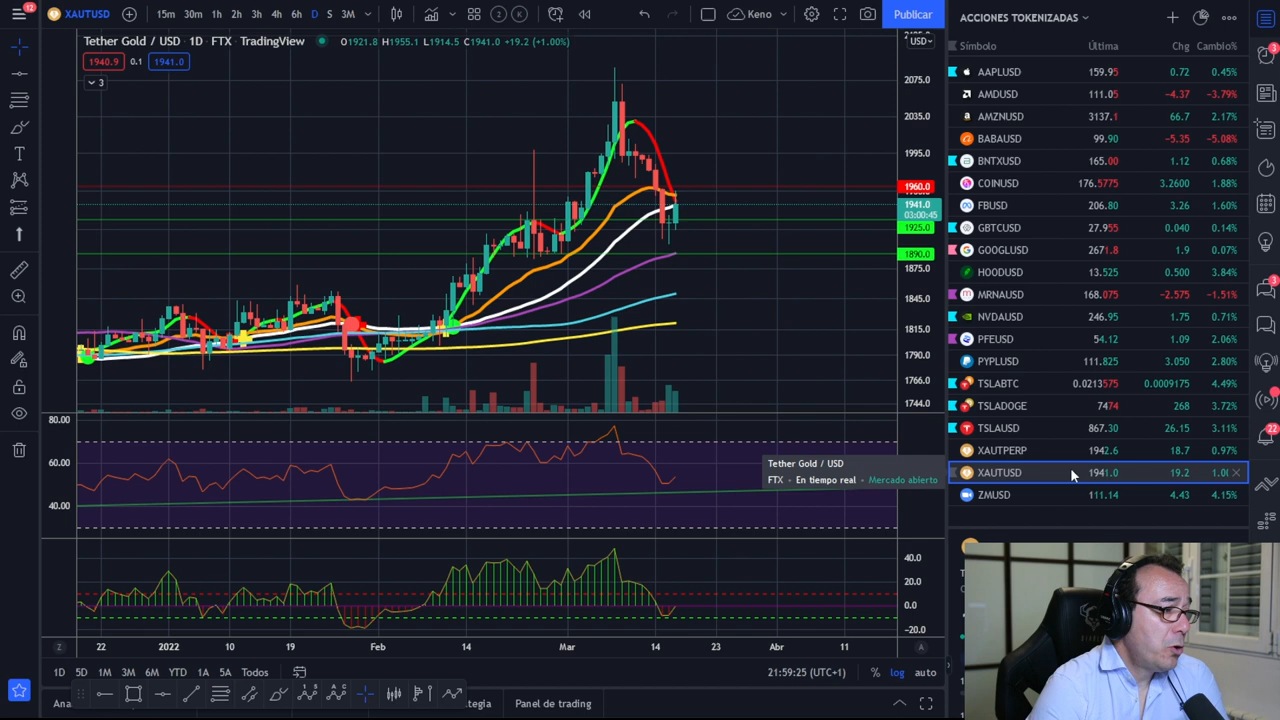 XAUTUSD 15m 30m 1h 2h 3h 4h 6h D S 3M Keno Publicar
Tether Gold / USD · 1D · FTX · TradingView O1921.8 H1955.1 L1914.5 C1941.0 +19.2 (+1.00%)
1940.9 0.1 1941.0
3
USD
2075.0
2035.0
1995.0
1960.0
1941.0
03:00:45
1925.0
1890.0
1875.0
1845.0
1815.0
1790.0
1766.0
1744.0
80.00
60.00
40.00
Tether Gold / USD
FTX • En tiempo real • Mercado abierto
40.0
20.0
0.0
-20.0
Z 22 2022 10 19 Feb 14 Mar 14 23 Abr 11 A
1D 5D 1M 3M 6M YTD 1A 5A Todos 21:59:25 (UTC+1) % log auto
Panel de trading
ACCIONES TOKENIZADAS
Símbolo Última Chg Cambio%
AAPLUSD 159.95 0.72 0.45%
AMDUSD 111.05 −4.37 −3.79%
AMZNUSD 3137.1 66.7 2.17%
BABAUSD 99.90 −5.35 −5.08%
BNTXUSD 165.00 1.12 0.68%
COINUSD 176.5775 3.2600 1.88%
FBUSD 206.80 3.26 1.60%
GBTCUSD 27.955 0.040 0.14%
GOOGLUSD 2671.8 1.9 0.07%
HOODUSD 13.525 0.500 3.84%
MRNAUSD 168.075 −2.575 −1.51%
NVDAUSD 246.95 1.75 0.71%
PFEUSD 54.12 1.09 2.06%
PYPLUSD 111.825 3.050 2.80%
TSLABTC 0.0213575 0.0009175 4.49%
TSLADOGE 7474 268 3.72%
TSLAUSD 867.30 26.15 3.11%
XAUTPERP 1942.6 18.7 0.97%
XAUTUSD 1941.0 19.2
ZMUSD 111.14 4.43 4.15%
3
3
22